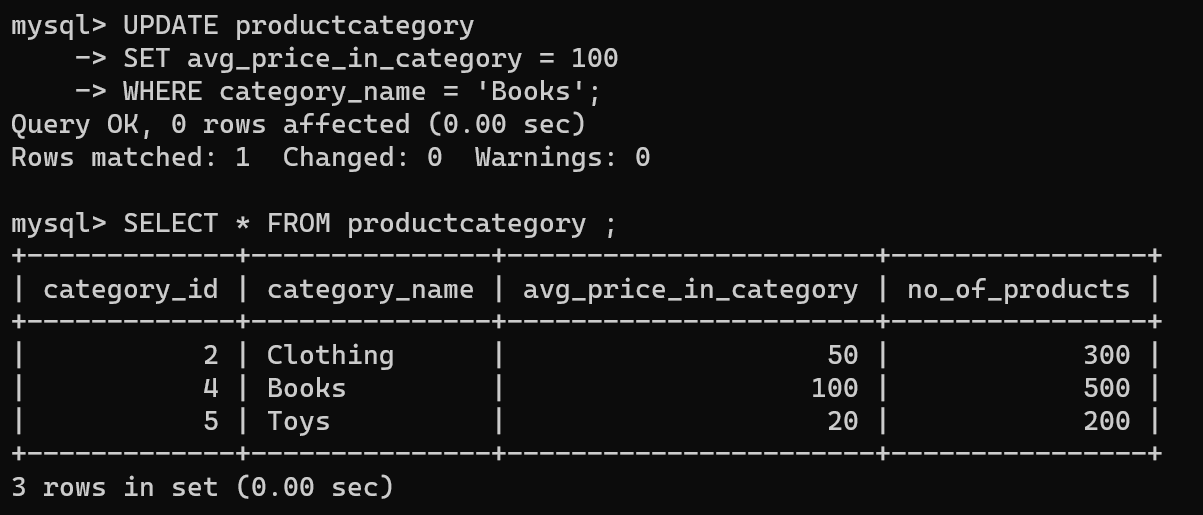 mysql> UPDATE productcategory
    -> SET avg_price_in_category = 100
    -> WHERE category_name = 'Books';
Query OK, 0 rows affected (0.00 sec)
Rows matched: 1  Changed: 0  Warnings: 0

mysql> SELECT * FROM productcategory ;
+-------------+---------------+-----------------------+----------------+
| category_id | category_name | avg_price_in_category | no_of_products |
+-------------+---------------+-----------------------+----------------+
|           2 | Clothing      |                    50 |            300 |
|           4 | Books         |                   100 |            500 |
|           5 | Toys          |                    20 |            200 |
+-------------+---------------+-----------------------+----------------+
3 rows in set (0.00 sec)